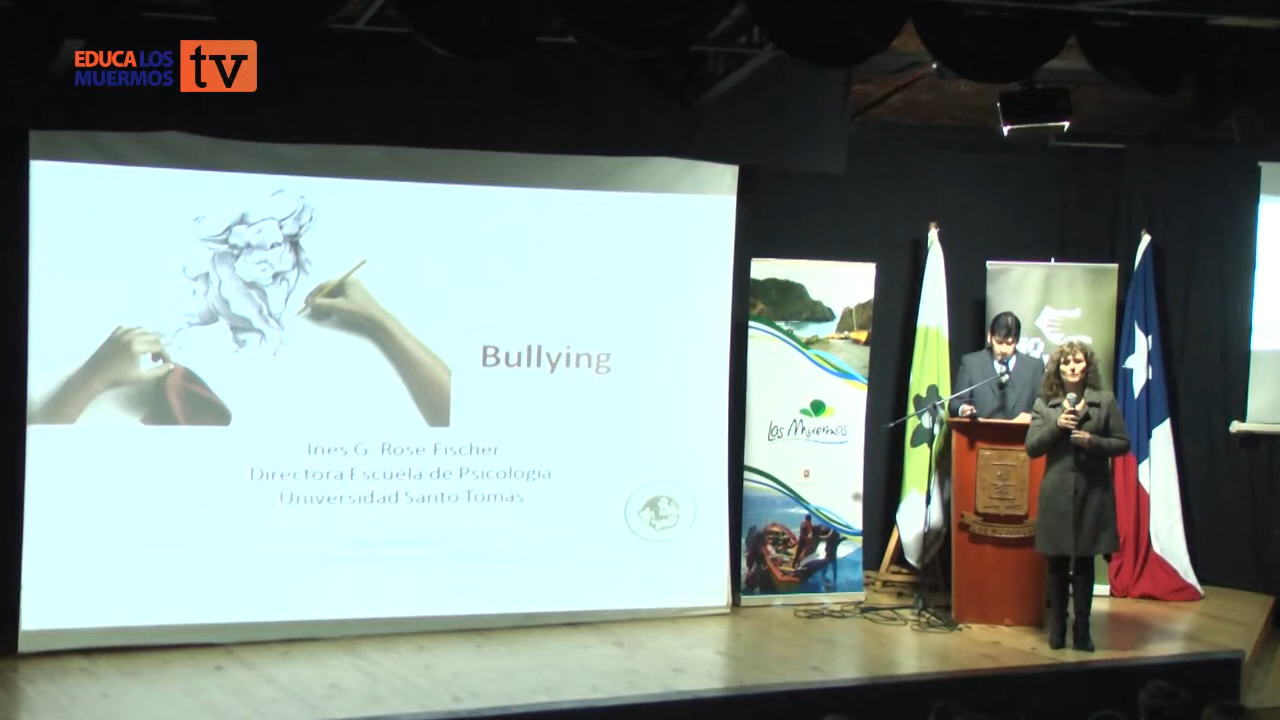 EDUCA LOS
MUERMOS
tv
Bullying
Ines G. Rose Fischer
Directora Escuela de Psicologia
Universidad Santo Tomas
Los Muermos